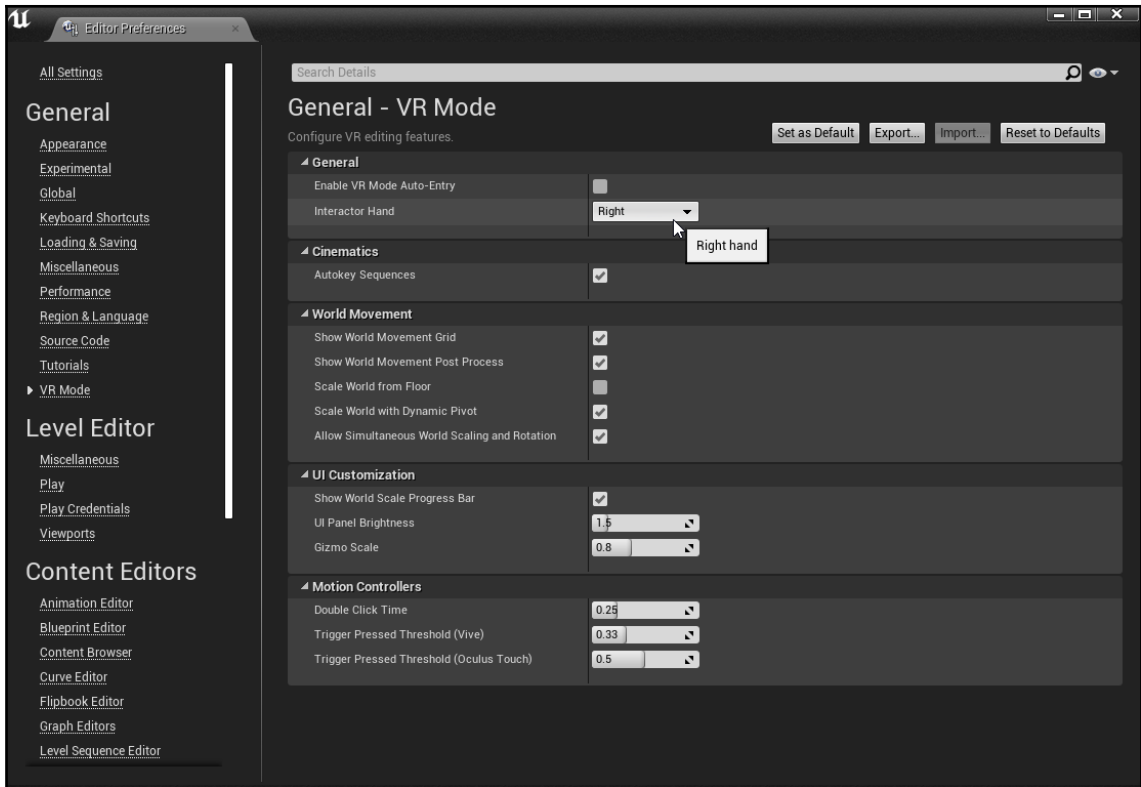 Editor Preferences
All Settings
General
Appearance
Experimental
Global
Keyboard Shortcuts
Loading & Saving
Miscellaneous
Performance
Region & Language
Source Code
Tutorials
VR Mode
Level Editor
Miscellaneous
Play
Play Credentials
Viewports
Content Editors
Animation Editor
Blueprint Editor
Content Browser
Curve Editor
Flipbook Editor
Graph Editors
Level Sequence Editor
Search Details
General - VR Mode
Configure VR editing features.
Set as Default Export... Import... Reset to Defaults
General
Enable VR Mode Auto-Entry
Interactor Hand Right
Right hand
Cinematics
Autokey Sequences
World Movement
Show World Movement Grid
Show World Movement Post Process
Scale World from Floor
Scale World with Dynamic Pivot
Allow Simultaneous World Scaling and Rotation
UI Customization
Show World Scale Progress Bar
UI Panel Brightness 1.5
Gizmo Scale 0.8
Motion Controllers
Double Click Time 0.25
Trigger Pressed Threshold (Vive) 0.33
Trigger Pressed Threshold (Oculus Touch) 0.5